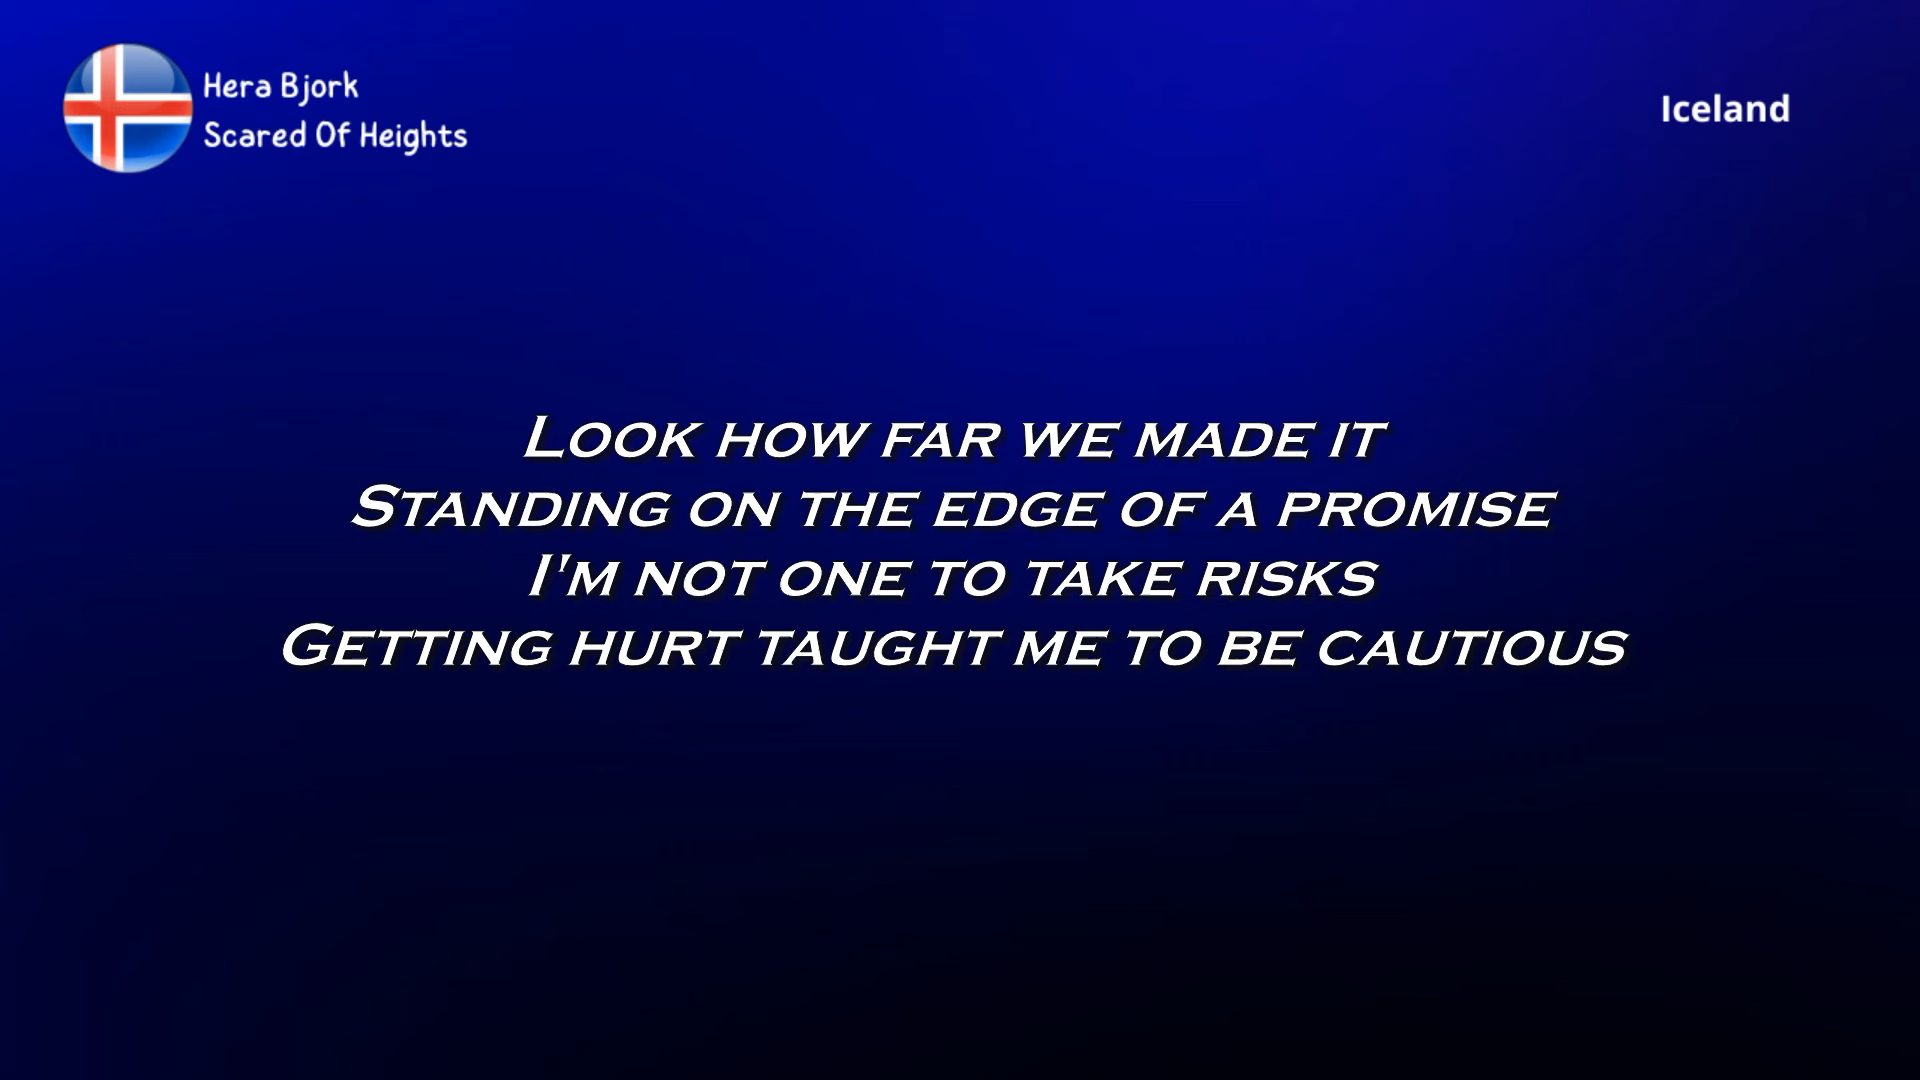 Hera Bjork
Scared Of Heights
Iceland
Look how far we made it
Standing on the edge of a promise
I'm not one to take risks
Getting hurt taught me to be cautious